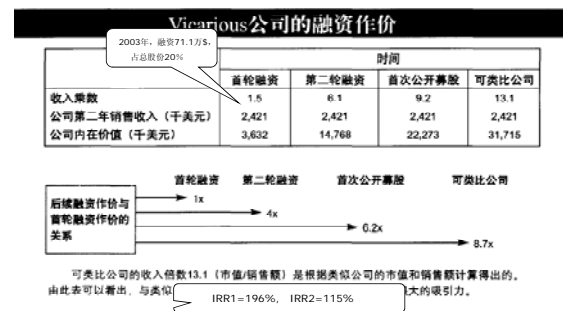 Vicarious公司的融资作价
2003年，融资71.1万$，
占总股份20%
时间
首轮融资 第二轮融资 首次公开募股 可类比公司
收入乘数 1.5 6.1 9.2 13.1
公司第二年销售收入（千美元） 2,421 2,421 2,421 2,421
公司内在价值（千美元） 3,632 14,768 22,273 31,715
首轮融资 第二轮融资 首次公开募股 可类比公司
后续融资作价与
首轮融资作价的
关系
1x
4x
6.2x
8.7x
可类比公司的收入倍数13.1（市值/销售额）是根据类似公司的市值和销售额计算得出的。
由此表可以看出，与类似 大的吸引力。
IRR1=196%， IRR2=115%